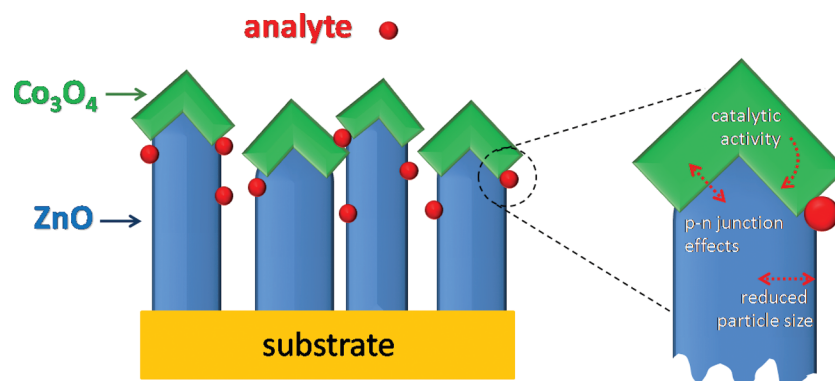 analyte
Co₃O₄
ZnO
substrate
catalytic
activity
p-n junction
effects
reduced
particle size